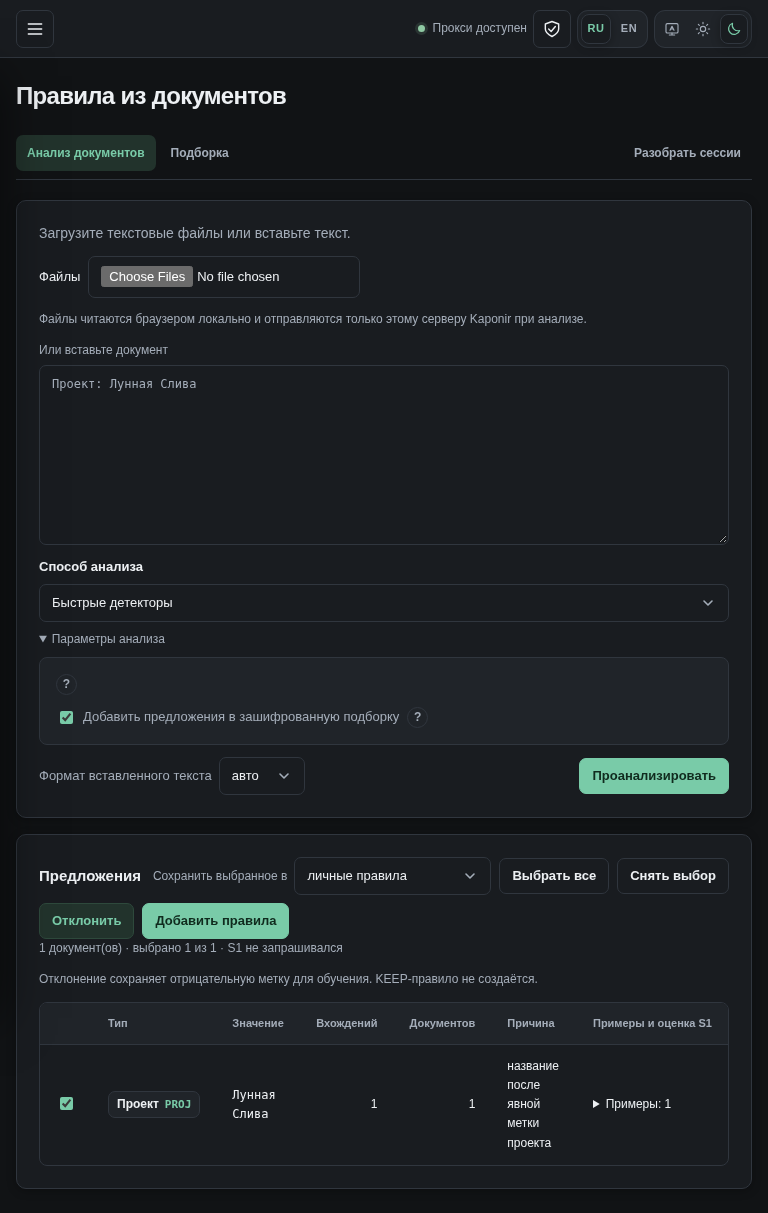 Прокси доступен
RU
EN
Правила из документов
Анализ документов
Подборка
Разобрать сессии
Загрузите текстовые файлы или вставьте текст.
Файлы
Choose Files No file chosen
Файлы читаются браузером локально и отправляются только этому серверу Kaponir при анализе.
Или вставьте документ
Проект: Лунная Слива
Способ анализа
Быстрые детекторы
Параметры анализа
?
Добавить предложения в зашифрованную подборку ?
Формат вставленного текста
авто
Проанализировать
Предложения
Сохранить выбранное в
личные правила
Выбрать все
Снять выбор
Отклонить
Добавить правила
1 документ(ов) · выбрано 1 из 1 · S1 не запрашивался
Отклонение сохраняет отрицательную метку для обучения. KEEP-правило не создаётся.
Тип
Значение
Вхождений
Документов
Причина
Примеры и оценка S1
Проект PROJ
Лунная
Слива
1
1
название
после
явной
метки
проекта
Примеры: 1